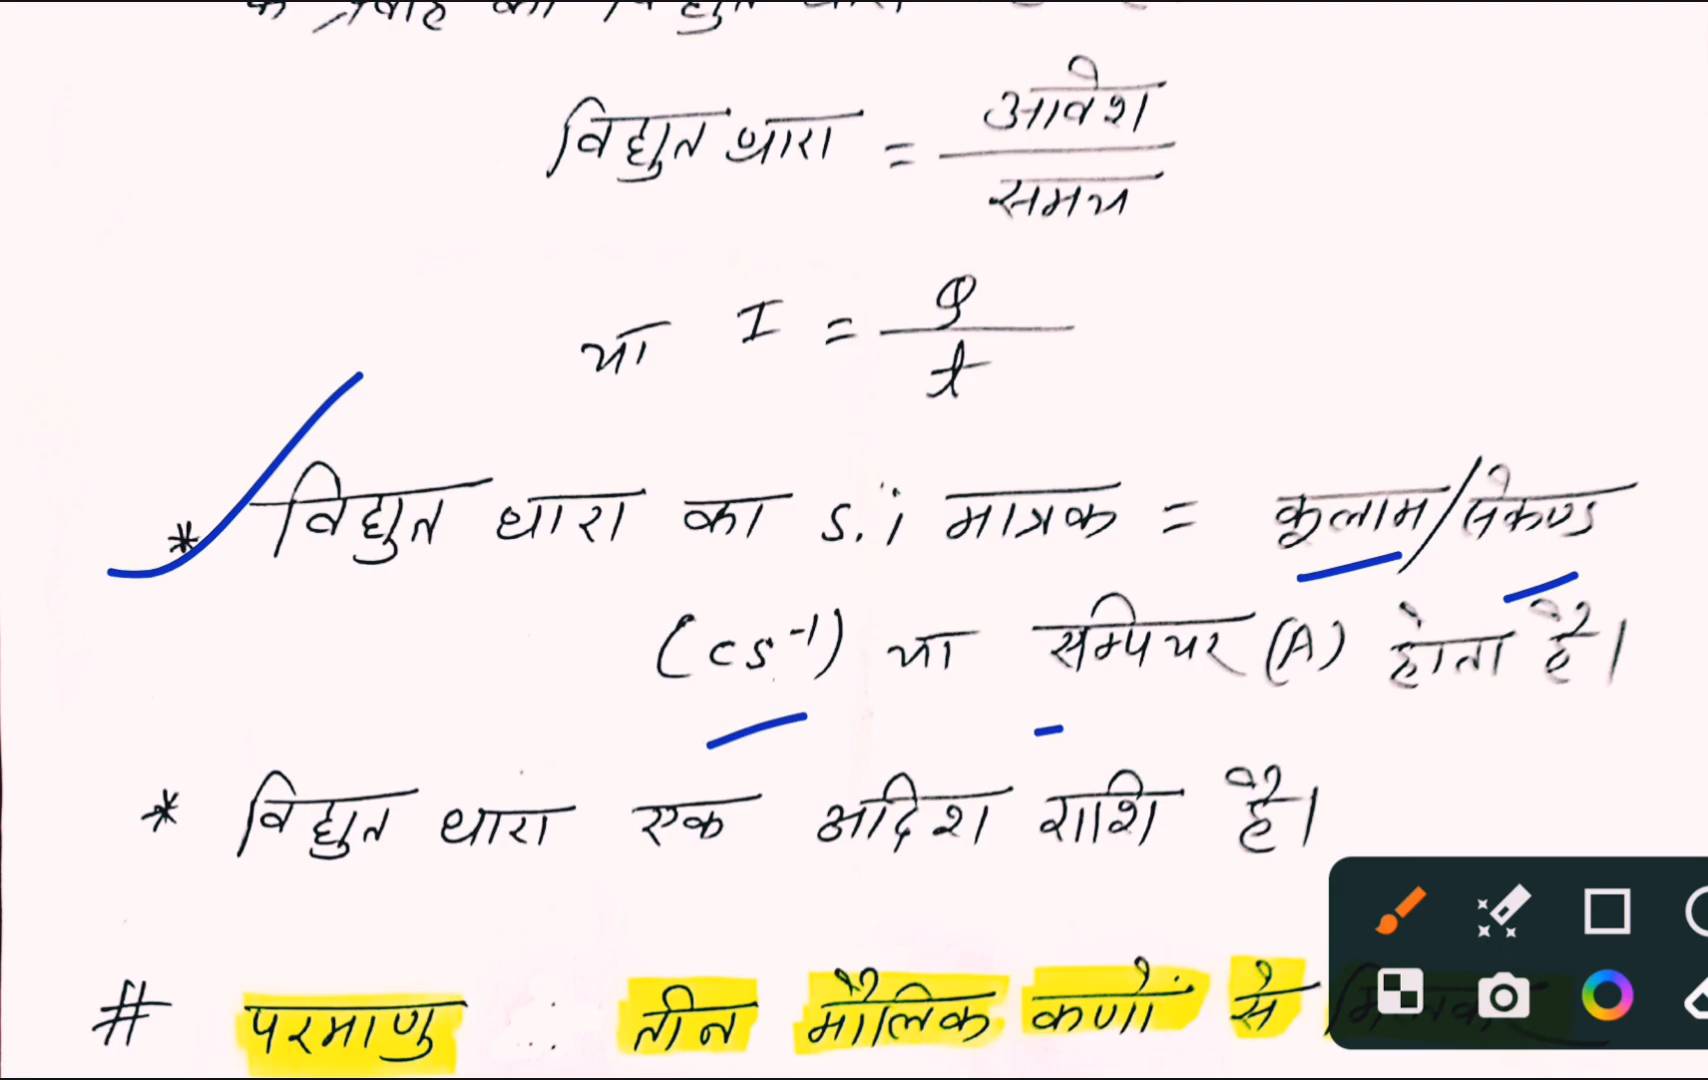 विद्युत धारा = आवेश / समय
या I = Q / t
* विद्युत धारा का S.i मात्रक = कूलाम/सेकण्ड
(cs⁻¹) या एम्पियर (A) होता है।
* विद्युत धारा एक अदिश राशि है।
# परमाणु : तीन मौलिक कणों से